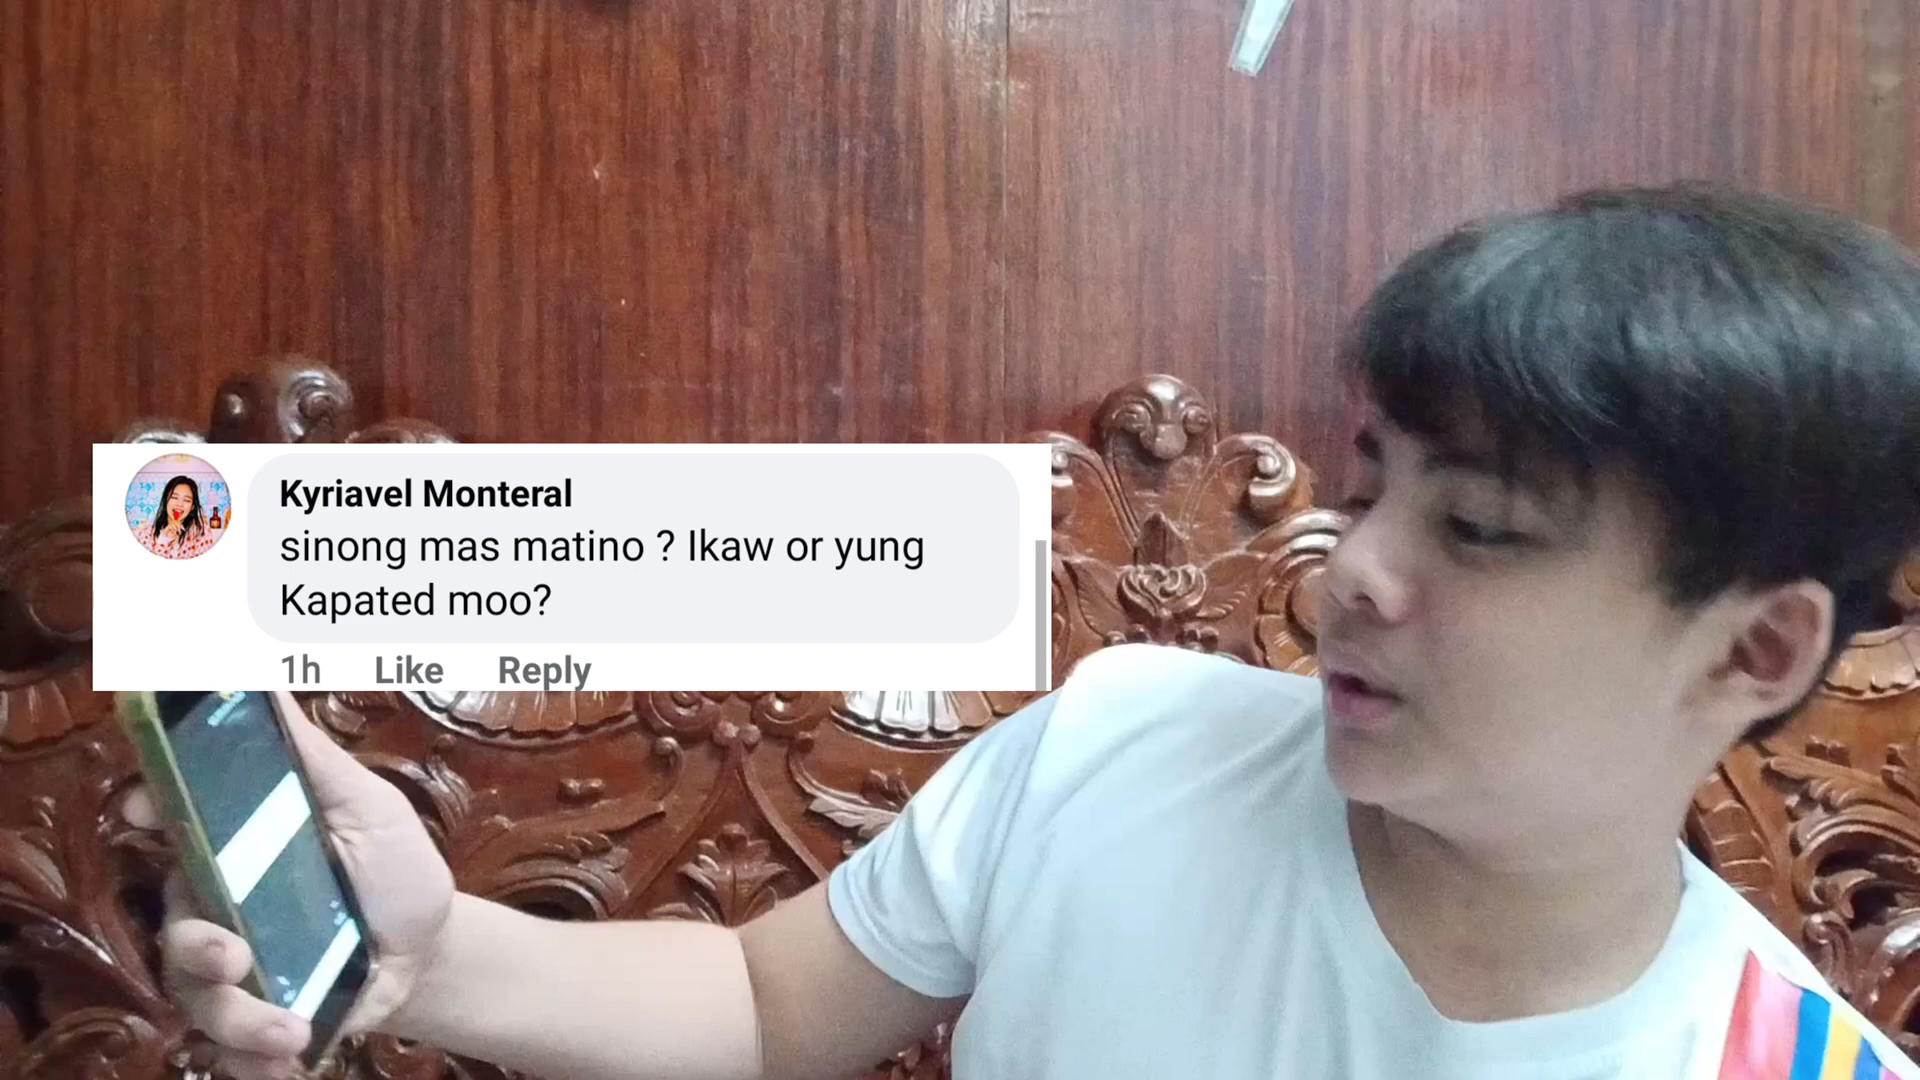 Kyriavel Monteral
sinong mas matino ? Ikaw or yung
Kapated moo?
1h Like Reply